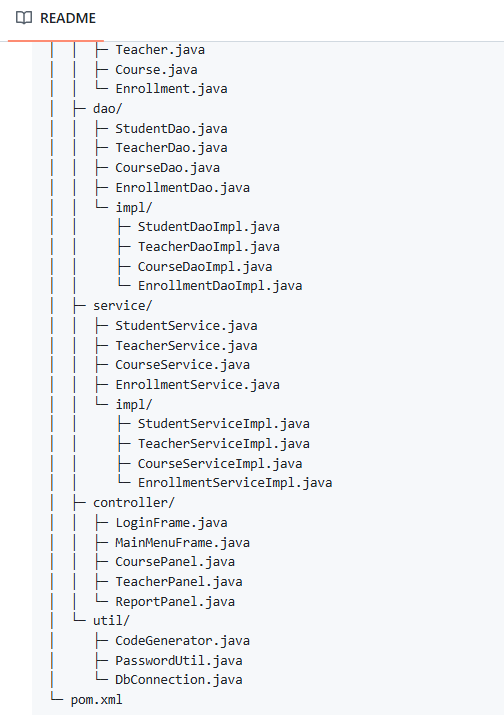 README
│  │  ├─ Teacher.java
│  │  ├─ Course.java
│  │  └─ Enrollment.java
│  ├─ dao/
│  │  ├─ StudentDao.java
│  │  ├─ TeacherDao.java
│  │  ├─ CourseDao.java
│  │  ├─ EnrollmentDao.java
│  │  └─ impl/
│  │     ├─ StudentDaoImpl.java
│  │     ├─ TeacherDaoImpl.java
│  │     ├─ CourseDaoImpl.java
│  │     └─ EnrollmentDaoImpl.java
│  ├─ service/
│  │  ├─ StudentService.java
│  │  ├─ TeacherService.java
│  │  ├─ CourseService.java
│  │  ├─ EnrollmentService.java
│  │  └─ impl/
│  │     ├─ StudentServiceImpl.java
│  │     ├─ TeacherServiceImpl.java
│  │     ├─ CourseServiceImpl.java
│  │     └─ EnrollmentServiceImpl.java
│  ├─ controller/
│  │  ├─ LoginFrame.java
│  │  ├─ MainMenuFrame.java
│  │  ├─ CoursePanel.java
│  │  ├─ TeacherPanel.java
│  │  └─ ReportPanel.java
│  └─ util/
│     ├─ CodeGenerator.java
│     ├─ PasswordUtil.java
│     └─ DbConnection.java
└─ pom.xml